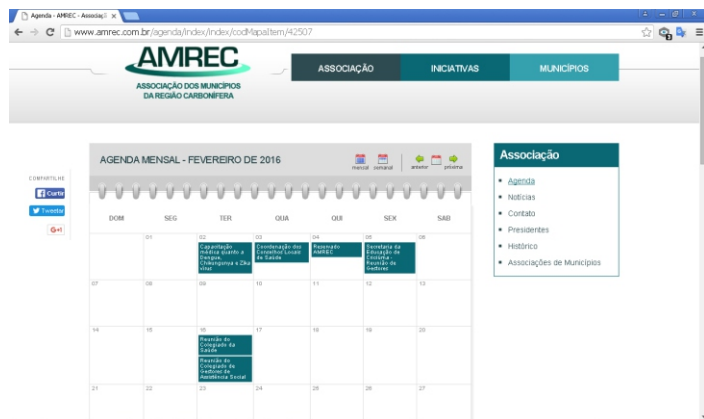 Agenda - AMREC - Associaç
www.amrec.com.br/agenda/index/index/codMapaItem/42507
AMREC
ASSOCIAÇÃO DOS MUNICÍPIOS
DA REGIÃO CARBONÍFERA
ASSOCIAÇÃO
INICIATIVAS
MUNICÍPIOS
COMPARTILHE
Curtir
Tweetar
G+1
AGENDA MENSAL - FEVEREIRO DE 2016
mensal
semanal
anterior
próxima
DOM SEG TER QUA QUI SEX SAB
01 02 03 04 05 06
Capacitação
médica quanto a
Dengue,
Chikungunya e Zika
vírus
Coordenação dos
Conselhos Locais
de Saúde
Reservado
AMREC
Secretaria da
Educação de
Criciúma -
Reunião de
Gestores
07 08 09 10 11 12 13
14 15 16 17 18 19 20
Reunião do
Colegiado da
Saúde
Reunião do
Colegiado de
Gestores de
Assistência Social
21 22 23 24 25 26 27
Associação
Agenda
Notícias
Contato
Presidentes
Histórico
Associações de Municípios